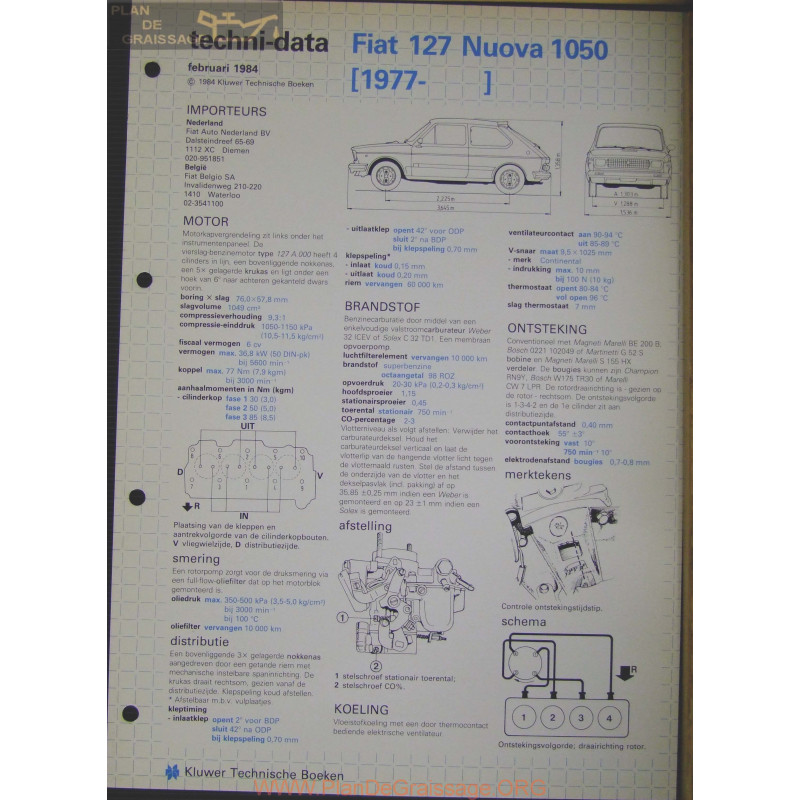 PLAN
DE
GRAISSAGE
techni-data
Fiat 127 Nuova 1050
februari 1984
[1977- ]
© 1984 Kluwer Technische Boeken
IMPORTEURS
Nederland
Fiat Auto Nederland BV
Dalsteindreef 65-69
1112 XC Diemen
020-951851
België
Fiat Belgio SA
Invalidenweg 210-220
1410 Waterloo
02-3541100
2,225 m
3,645 m
MOTOR
Motorkapvergrendeling zit links onder het
instrumentenpaneel. De
vierslag-benzinemotor type 127 A.000 heeft 4
cilinders in lijn, een bovenliggende nokkenas,
een 5× gelagerde krukas en ligt onder een
hoek van 6° naar achteren gekanteld dwars
voorin.
boring × slag 76,0×57,8 mm
slagvolume 1049 cm³
compressieverhouding 9,3:1
compressie-einddruk 1050-1150 kPa
(10,5-11,5 kg/cm²)
fiscaal vermogen 6 cv
vermogen max. 36,8 kW (50 DIN-pk)
bij 5600 min⁻¹
koppel max. 77 Nm (7,9 kgm)
bij 3000 min⁻¹
aanhaalmomenten in Nm (kgm)
- cilinderkop fase 1 30 (3,0)
fase 2 50 (5,0)
fase 3 85 (8,5)
UIT
8 6 2 5 10
D V
7 3 1 4 9
R
IN
Plaatsing van de kleppen en
aantrekvolgorde van de cilinderkopbouten.
V vliegwielzijde, D distributiezijde.
smering
Een rotorpomp zorgt voor de druksmering via
een full-flow-oliefilter dat op het motorblok
gemonteerd is.
oliedruk max. 350-500 kPa (3,5-5,0 kg/cm²)
bij 3000 min⁻¹
bij 100 °C
oliefilter vervangen 10 000 km
distributie
Een bovenliggende 3× gelagerde nokkenas
aangedreven door een getande riem met
mechanische instelbare spaninrichting. De
krukas draait rechtsom, gezien vanaf de
distributiezijde. Klepspeling koud afstellen.
* Afstelbaar m.b.v. vulplaatjes
kleptiming
- inlaatklep opent 2° voor BDP
sluit 42° na ODP
bij klepspeling 0,70 mm
- uitlaatklep opent 42° voor ODP
sluit 2° na BDP
bij klepspeling 0,70 mm
klepspeling*
- inlaat koud 0,15 mm
- uitlaat koud 0,20 mm
riem vervangen 60 000 km
BRANDSTOF
Benzinecarburatie door middel van een
enkelvoudige valstroomcarburateur Weber
32 ICEV of Solex C 32 TD1. Een membraan
opvoerpomp.
luchtfilterelement vervangen 10 000 km
brandstof superbenzine
octaangetal 98 ROZ
opvoerdruk 20-30 kPa (0,2-0,3 kg/cm²)
hoofdsproeier 1,15
stationairsproeier 0,45
toerental stationair 750 min⁻¹
CO-percentage 2-3
Vlotterniveau als volgt afstellen: Verwijder het
carburateurdeksel. Houd het
carburateurdeksel verticaal en laat de
vlotterlip van de hangende vlotter licht tegen
de vlotternaald rusten. Stel de afstand tussen
de onderzijde van de vlotter en het
dekselpasvlak (incl. pakking) af op
35,85 ±0,25 mm indien een Weber is
gemonteerd en op 23 ±1 mm indien een
Solex is gemonteerd.
afstelling
1
2
1 stelschroef stationair toerental;
2 stelschroef CO%.
KOELING
Vloeistofkoeling met een door thermocontact
bediende elektrische ventilator
ventilateurcontact aan 90-94 °C
uit 85-89 °C
V-snaar maat 9,5 × 1025 mm
- merk Continental
- indrukking max. 10 mm
bij 100 N (10 kg)
thermostaat opent 80-84 °C
vol open 96 °C
slag thermostaat 7 mm
ONTSTEKING
Conventioneel met Magneti Marelli BE 200 B,
Bosch 0221 102049 of Martinetti G 52 S
bobine en Magneti Marelli S 155 HX
verdeler. De bougies kunnen zijn Champion
RN9Y, Bosch W175 TR30 of Marelli
CW 7 LPR. De rotordraairichting is - gezien op
de rotor - rechtsom. De ontstekingsvolgorde
is 1-3-4-2 en de 1e cilinder zit aan
distributiezijde.
contactpuntafstand 0,40 mm
contacthoek 55° ±3°
voorontsteking vast 10°
750 min⁻¹ 10°
elektrodenafstand bougies 0,7-0,8 mm
merktekens
Controle ontstekingstijdstip.
schema
R
1 2 3 4
Ontstekingsvolgorde; draairichting rotor.
Kluwer Technische Boeken
www.PlanDeGraissage.ORG